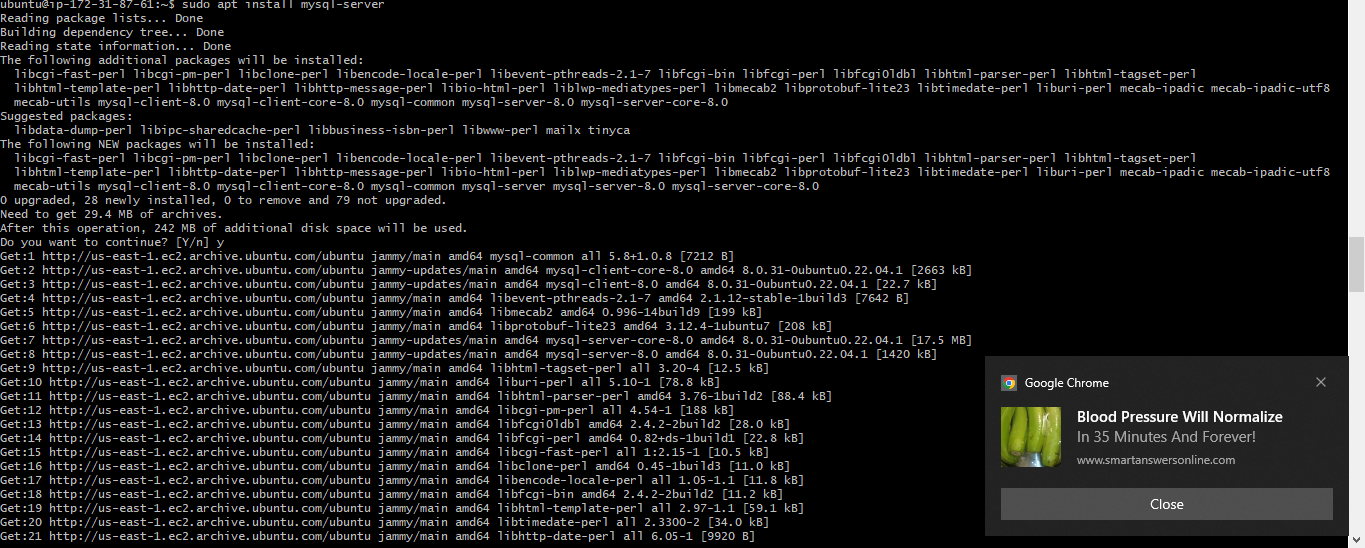 ubuntu@ip-172-31-87-61:~$ sudo apt install mysql-server
Reading package lists... Done
Building dependency tree... Done
Reading state information... Done
The following additional packages will be installed:
  libcgi-fast-perl libcgi-pm-perl libclone-perl libencode-locale-perl libevent-pthreads-2.1-7 libfcgi-bin libfcgi-perl libfcgi0ldbl libhtml-parser-perl libhtml-tagset-perl
  libhtml-template-perl libhttp-date-perl libhttp-message-perl libio-html-perl liblwp-mediatypes-perl libmecab2 libprotobuf-lite23 libtimedate-perl liburi-perl mecab-ipadic mecab-ipadic-utf8
  mecab-utils mysql-client-8.0 mysql-client-core-8.0 mysql-common mysql-server-8.0 mysql-server-core-8.0
Suggested packages:
  libdata-dump-perl libipc-sharedcache-perl libbusiness-isbn-perl libwww-perl mailx tinyca
The following NEW packages will be installed:
  libcgi-fast-perl libcgi-pm-perl libclone-perl libencode-locale-perl libevent-pthreads-2.1-7 libfcgi-bin libfcgi-perl libfcgi0ldbl libhtml-parser-perl libhtml-tagset-perl
  libhtml-template-perl libhttp-date-perl libhttp-message-perl libio-html-perl liblwp-mediatypes-perl libmecab2 libprotobuf-lite23 libtimedate-perl liburi-perl mecab-ipadic mecab-ipadic-utf8
  mecab-utils mysql-client-8.0 mysql-client-core-8.0 mysql-common mysql-server mysql-server-8.0 mysql-server-core-8.0
0 upgraded, 28 newly installed, 0 to remove and 79 not upgraded.
Need to get 29.4 MB of archives.
After this operation, 242 MB of additional disk space will be used.
Do you want to continue? [Y/n] y
Get:1 http://us-east-1.ec2.archive.ubuntu.com/ubuntu jammy/main amd64 mysql-common all 5.8+1.0.8 [7212 B]
Get:2 http://us-east-1.ec2.archive.ubuntu.com/ubuntu jammy-updates/main amd64 mysql-client-core-8.0 amd64 8.0.31-0ubuntu0.22.04.1 [2663 kB]
Get:3 http://us-east-1.ec2.archive.ubuntu.com/ubuntu jammy-updates/main amd64 mysql-client-8.0 amd64 8.0.31-0ubuntu0.22.04.1 [22.7 kB]
Get:4 http://us-east-1.ec2.archive.ubuntu.com/ubuntu jammy/main amd64 libevent-pthreads-2.1-7 amd64 2.1.12-stable-1build3 [7642 B]
Get:5 http://us-east-1.ec2.archive.ubuntu.com/ubuntu jammy/main amd64 libmecab2 amd64 0.996-14build9 [199 kB]
Get:6 http://us-east-1.ec2.archive.ubuntu.com/ubuntu jammy/main amd64 libprotobuf-lite23 amd64 3.12.4-1ubuntu7 [208 kB]
Get:7 http://us-east-1.ec2.archive.ubuntu.com/ubuntu jammy-updates/main amd64 mysql-server-core-8.0 amd64 8.0.31-0ubuntu0.22.04.1 [17.5 MB]
Get:8 http://us-east-1.ec2.archive.ubuntu.com/ubuntu jammy-updates/main amd64 mysql-server-8.0 amd64 8.0.31-0ubuntu0.22.04.1 [1420 kB]
Get:9 http://us-east-1.ec2.archive.ubuntu.com/ubuntu jammy/main amd64 libhtml-tagset-perl all 3.20-4 [12.5 kB]
Get:10 http://us-east-1.ec2.archive.ubuntu.com/ubuntu jammy/main amd64 liburi-perl all 5.10-1 [78.8 kB]
Get:11 http://us-east-1.ec2.archive.ubuntu.com/ubuntu jammy/main amd64 libhtml-parser-perl amd64 3.76-1build2 [88.4 kB]
Get:12 http://us-east-1.ec2.archive.ubuntu.com/ubuntu jammy/main amd64 libcgi-pm-perl all 4.54-1 [188 kB]
Get:13 http://us-east-1.ec2.archive.ubuntu.com/ubuntu jammy/main amd64 libfcgi0ldbl amd64 2.4.2-2build2 [28.0 kB]
Get:14 http://us-east-1.ec2.archive.ubuntu.com/ubuntu jammy/main amd64 libfcgi-perl amd64 0.82+ds-1build1 [22.8 kB]
Get:15 http://us-east-1.ec2.archive.ubuntu.com/ubuntu jammy/main amd64 libcgi-fast-perl all 1:2.15-1 [10.5 kB]
Get:16 http://us-east-1.ec2.archive.ubuntu.com/ubuntu jammy/main amd64 libclone-perl amd64 0.45-1build3 [11.0 kB]
Get:17 http://us-east-1.ec2.archive.ubuntu.com/ubuntu jammy/main amd64 libencode-locale-perl all 1.05-1.1 [11.8 kB]
Get:18 http://us-east-1.ec2.archive.ubuntu.com/ubuntu jammy/main amd64 libfcgi-bin amd64 2.4.2-2build2 [11.2 kB]
Get:19 http://us-east-1.ec2.archive.ubuntu.com/ubuntu jammy/main amd64 libhtml-template-perl all 2.97-1.1 [59.1 kB]
Get:20 http://us-east-1.ec2.archive.ubuntu.com/ubuntu jammy/main amd64 libtimedate-perl all 2.3300-2 [34.0 kB]
Get:21 http://us-east-1.ec2.archive.ubuntu.com/ubuntu jammy/main amd64 libhttp-date-perl all 6.05-1 [9920 B]
Google Chrome
Blood Pressure Will Normalize
In 35 Minutes And Forever!
www.smartanswersonline.com
Close